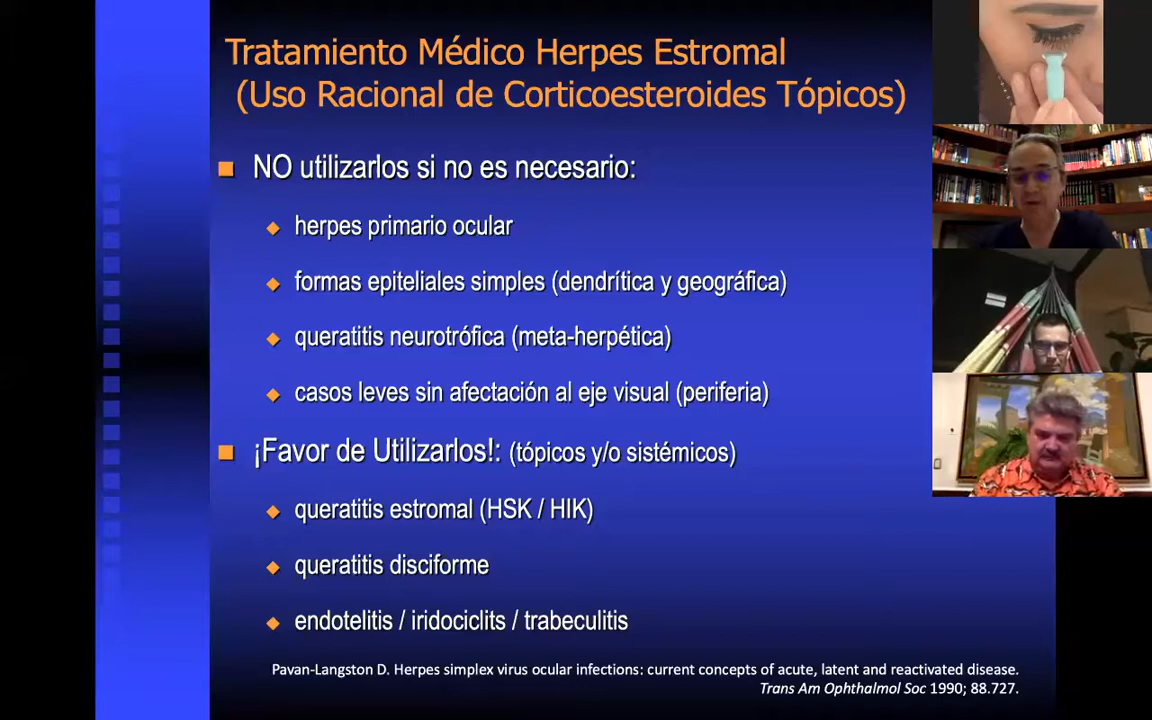 Tratamiento Médico Herpes Estromal
(Uso Racional de Corticoesteroides Tópicos)
NO utilizarlos si no es necesario:
herpes primario ocular
formas epiteliales simples (dendrítica y geográfica)
queratitis neurotrófica (meta-herpética)
casos leves sin afectación al eje visual (periferia)
¡Favor de Utilizarlos!: (tópicos y/o sistémicos)
queratitis estromal (HSK / HIK)
queratitis disciforme
endotelitis / iridociclits / trabeculitis
Pavan-Langston D. Herpes simplex virus ocular infections: current concepts of acute, latent and reactivated disease.
Trans Am Ophthalmol Soc 1990; 88.727.